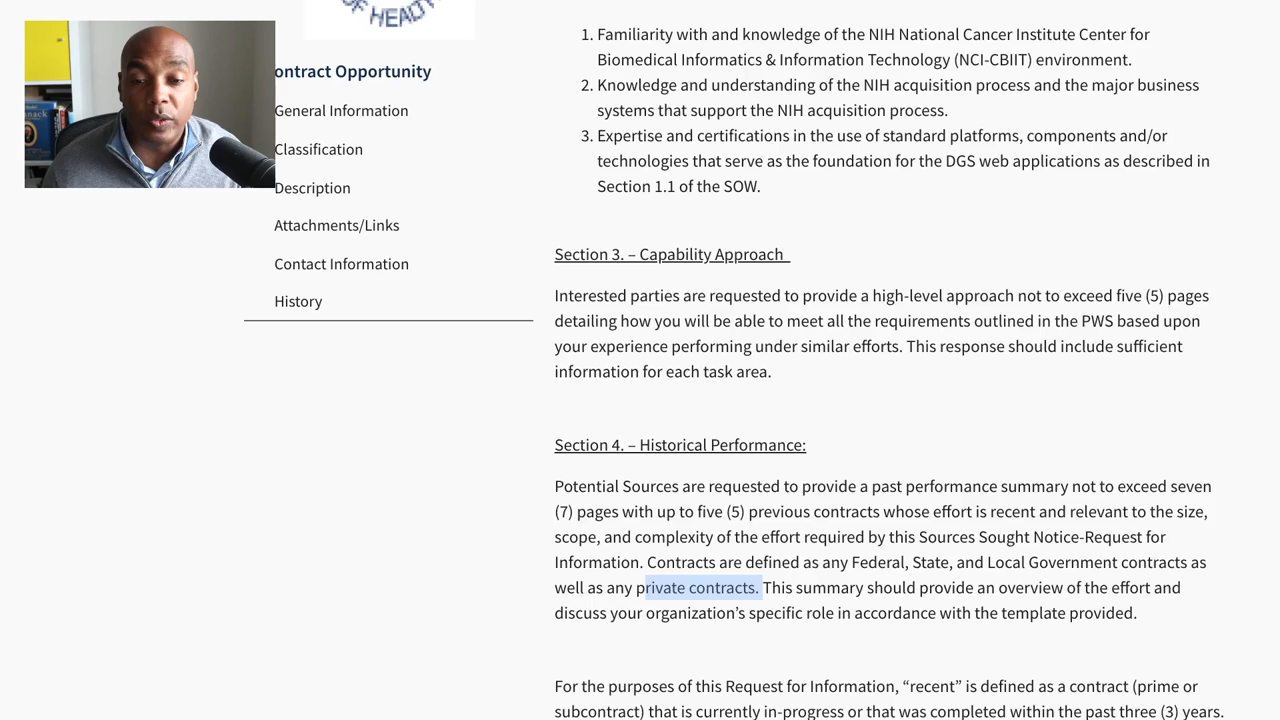 OF HEALTH
ontract Opportunity
General Information
Classification
Description
Attachments/Links
Contact Information
History
1. Familiarity with and knowledge of the NIH National Cancer Institute Center for
Biomedical Informatics & Information Technology (NCI-CBIIT) environment.
2. Knowledge and understanding of the NIH acquisition process and the major business
systems that support the NIH acquisition process.
3. Expertise and certifications in the use of standard platforms, components and/or
technologies that serve as the foundation for the DGS web applications as described in
Section 1.1 of the SOW.
Section 3. – Capability Approach
Interested parties are requested to provide a high-level approach not to exceed five (5) pages
detailing how you will be able to meet all the requirements outlined in the PWS based upon
your experience performing under similar efforts. This response should include sufficient
information for each task area.
Section 4. – Historical Performance:
Potential Sources are requested to provide a past performance summary not to exceed seven
(7) pages with up to five (5) previous contracts whose effort is recent and relevant to the size,
scope, and complexity of the effort required by this Sources Sought Notice-Request for
Information. Contracts are defined as any Federal, State, and Local Government contracts as
well as any private contracts. This summary should provide an overview of the effort and
discuss your organization’s specific role in accordance with the template provided.
For the purposes of this Request for Information, “recent” is defined as a contract (prime or
subcontract) that is currently in-progress or that was completed within the past three (3) years.